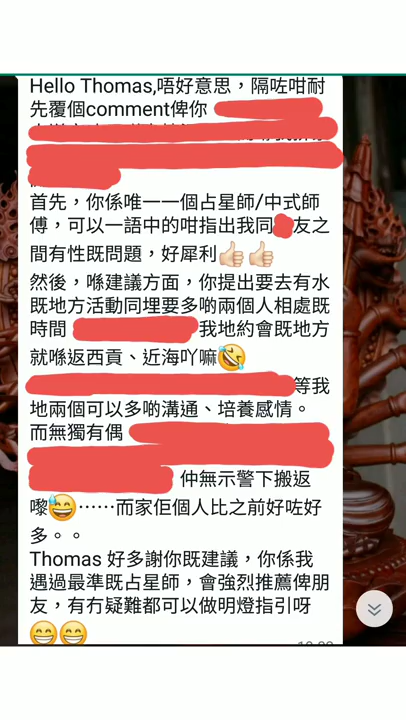 Hello Thomas,唔好意思，隔咗咁耐
先覆個comment俾你
首先，你係唯一一個占星師/中式師
傅，可以一語中的咁指出我同 友之
間有性既問題，好犀利👍🏻👍🏻
然後，喺建議方面，你提出要去有水
既地方活動同埋要多啲兩個人相處既
時間 我地約會既地方
就喺返西貢、近海吖嘛🤣
等我
地兩個可以多啲溝通、培養感情。
而無獨有偶
仲無示警下搬返
嚟😅⋯⋯而家佢個人比之前好咗好
多。。
Thomas 好多謝你既建議，你係我
遇過最準既占星師，會強烈推薦俾朋
友，有冇疑難都可以做明燈指引呀
😁😁